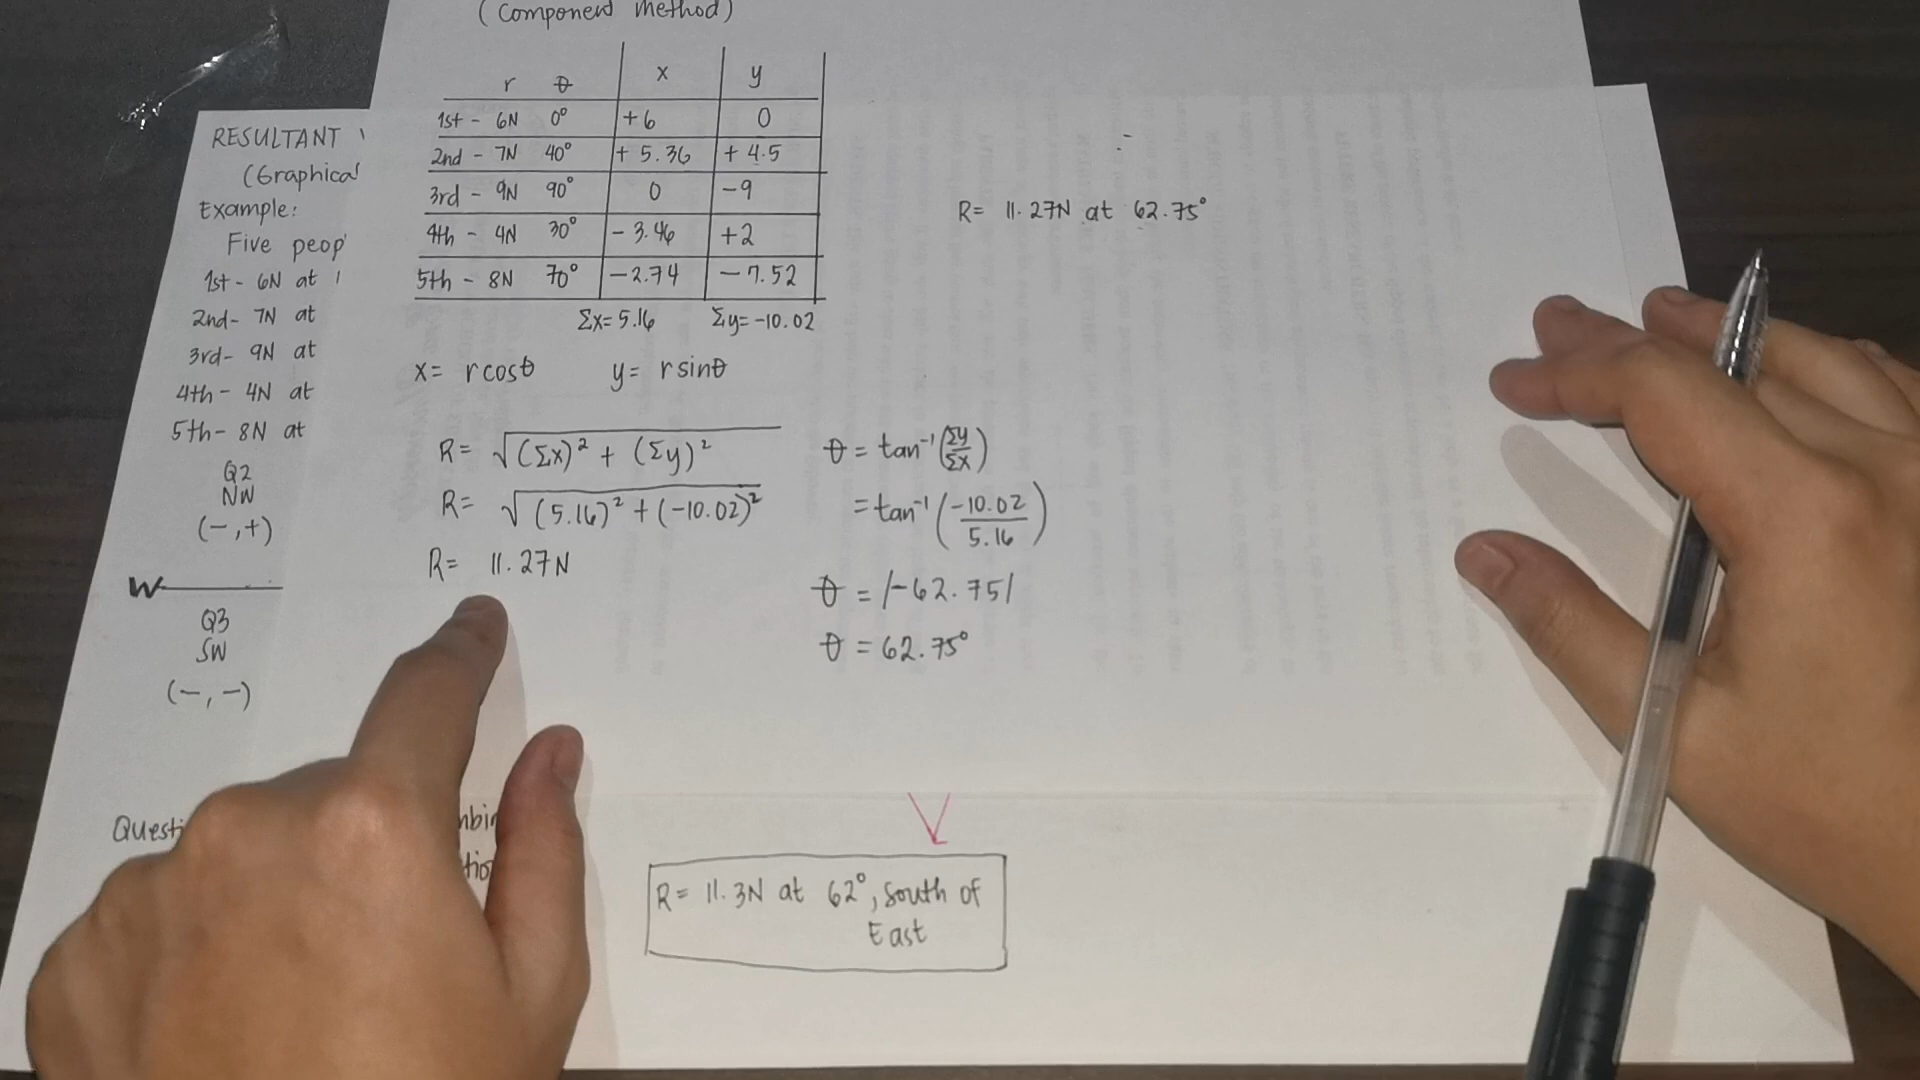 (Component Method)
r θ x y
1st - 6N 0° +6 0
2nd - 7N 40° + 5.36 + 4.5
3rd - 9N 90° 0 -9
4th - 4N 30° - 3.46 +2
5th - 8N 70° -2.74 -7.52
Σx= 5.16 Σy= -10.02
x= r cosθ y= r sinθ
R= √(Σx)² + (Σy)²
R= √(5.16)² + (-10.02)²
R= 11.27N
θ = tan⁻¹(Σy/Σx)
= tan⁻¹(-10.02/5.16)
θ = /-62.75/
θ = 62.75°
R= 11.27N at 62.75°
RESULTANT
(Graphical
Example:
Five peop
1st - 6N at
2nd- 7N at
3rd- 9N at
4th - 4N at
5th- 8N at
Q2
NW
(-,+)
W
Q3
SW
(-,-)
Questi
R= 11.3N at 62°, South of
East